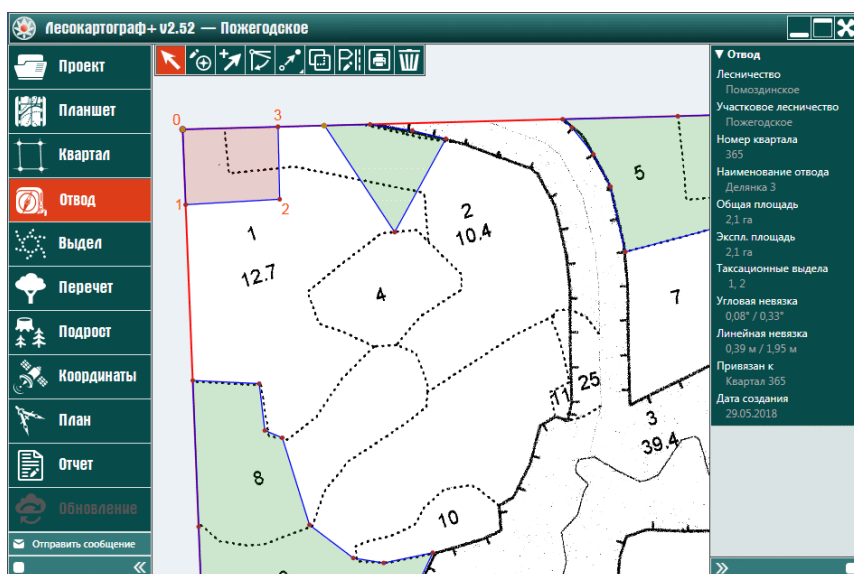 Лесокартограф+ v2.52 — Пожегодское
Проект
Планшет
Квартал
Отвод
Выдел
Перечет
Подрост
Координаты
План
Отчет
Обновление
Отправить сообщение
«
0
3
1
2
1
12.7
2
10.4
4
5
7
8
10
11
25
3
39.4
▼ Отвод
Лесничество
Помоздинское
Участковое лесничество
Пожегодское
Номер квартала
365
Наименование отвода
Делянка 3
Общая площадь
2,1 га
Экспл. площадь
2,1 га
Таксационные выдела
1, 2
Угловая невязка
0,08° / 0,33°
Линейная невязка
0,39 м / 1,95 м
Привязан к
Квартал 365
Дата создания
29.05.2018
»